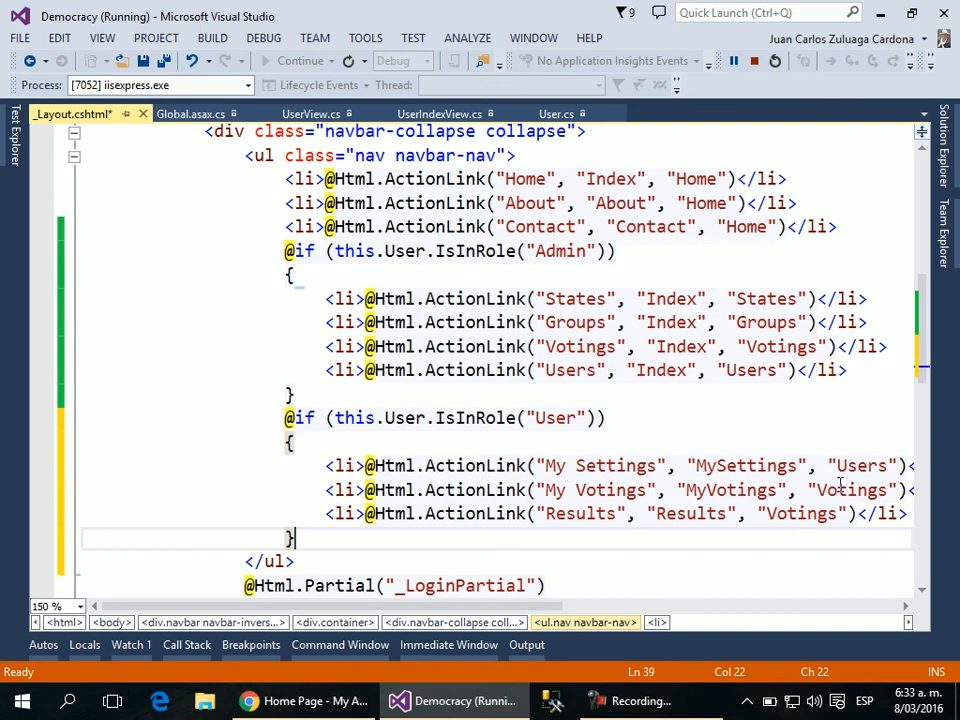 Democracy (Running) - Microsoft Visual Studio
9
Quick Launch (Ctrl+Q)
FILE EDIT VIEW PROJECT BUILD DEBUG TEAM TOOLS TEST ANALYZE WINDOW HELP
Juan Carlos Zuluaga Cardona
Continue Debug No Application Insights Events
Process: [7052] iisexpress.exe Lifecycle Events Thread:
_Layout.cshtml* Global.asax.cs UserView.cs UserIndexView.cs User.cs
Test Explorer
Solution Explorer
Team Explorer
<div class="navbar-collapse collapse">
<ul class="nav navbar-nav">
<li>@Html.ActionLink("Home", "Index", "Home")</li>
<li>@Html.ActionLink("About", "About", "Home")</li>
<li>@Html.ActionLink("Contact", "Contact", "Home")</li>
@if (this.User.IsInRole("Admin"))
{
<li>@Html.ActionLink("States", "Index", "States")</li>
<li>@Html.ActionLink("Groups", "Index", "Groups")</li>
<li>@Html.ActionLink("Votings", "Index", "Votings")</li>
<li>@Html.ActionLink("Users", "Index", "Users")</li>
}
@if (this.User.IsInRole("User"))
{
<li>@Html.ActionLink("My Settings", "MySettings", "Users")<
<li>@Html.ActionLink("My Votings", "MyVotings", "Votings")<
<li>@Html.ActionLink("Results", "Results", "Votings")</li>
}
</ul>
@Html.Partial("_LoginPartial")
150 %
<html> <body> <div.navbar navbar-invers... <div.container> <div.navbar-collapse coll... <ul.nav navbar-nav> <li>
Autos Locals Watch 1 Call Stack Breakpoints Command Window Immediate Window Output
Ready Ln 39 Col 22 Ch 22 INS
Home Page - My A... Democracy (Runnin... Recording... ESP 6:33 a. m.
8/03/2016